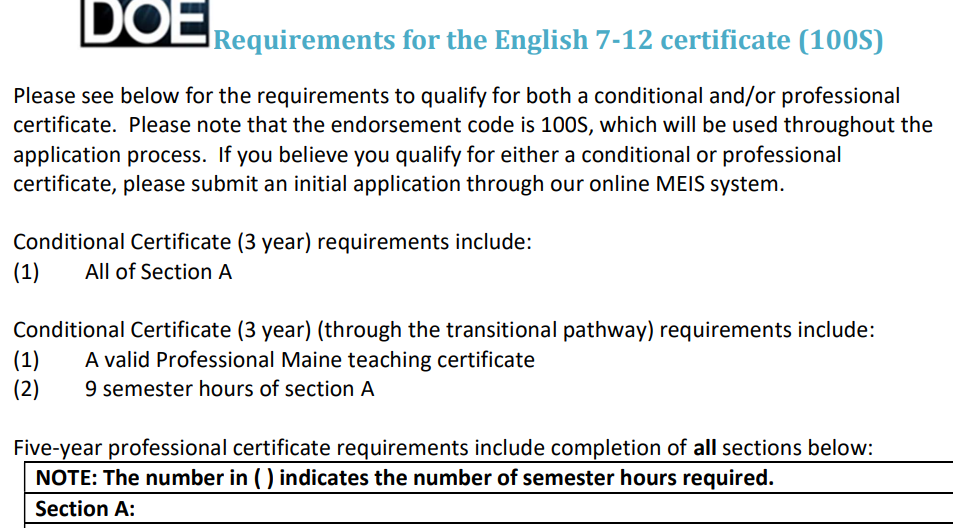 DOE
Requirements for the English 7-12 certificate (100S)
Please see below for the requirements to qualify for both a conditional and/or professional
certificate.  Please note that the endorsement code is 100S, which will be used throughout the
application process.  If you believe you qualify for either a conditional or professional
certificate, please submit an initial application through our online MEIS system.
Conditional Certificate (3 year) requirements include:
(1) All of Section A
Conditional Certificate (3 year) (through the transitional pathway) requirements include:
(1) A valid Professional Maine teaching certificate
(2) 9 semester hours of section A
Five-year professional certificate requirements include completion of all sections below:
NOTE: The number in ( ) indicates the number of semester hours required.
Section A: